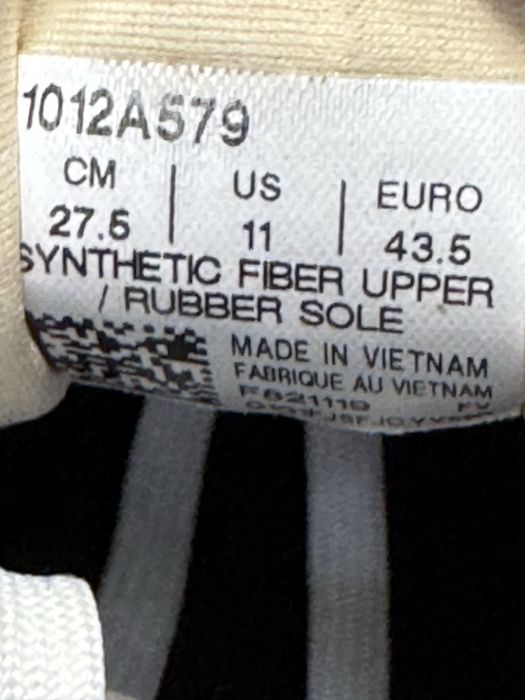 1012A579
CM | US | EURO
27.5 | 11 | 43.5
SYNTHETIC FIBER UPPER
/ RUBBER SOLE
MADE IN VIETNAM
FABRIQUE AU VIETNAM